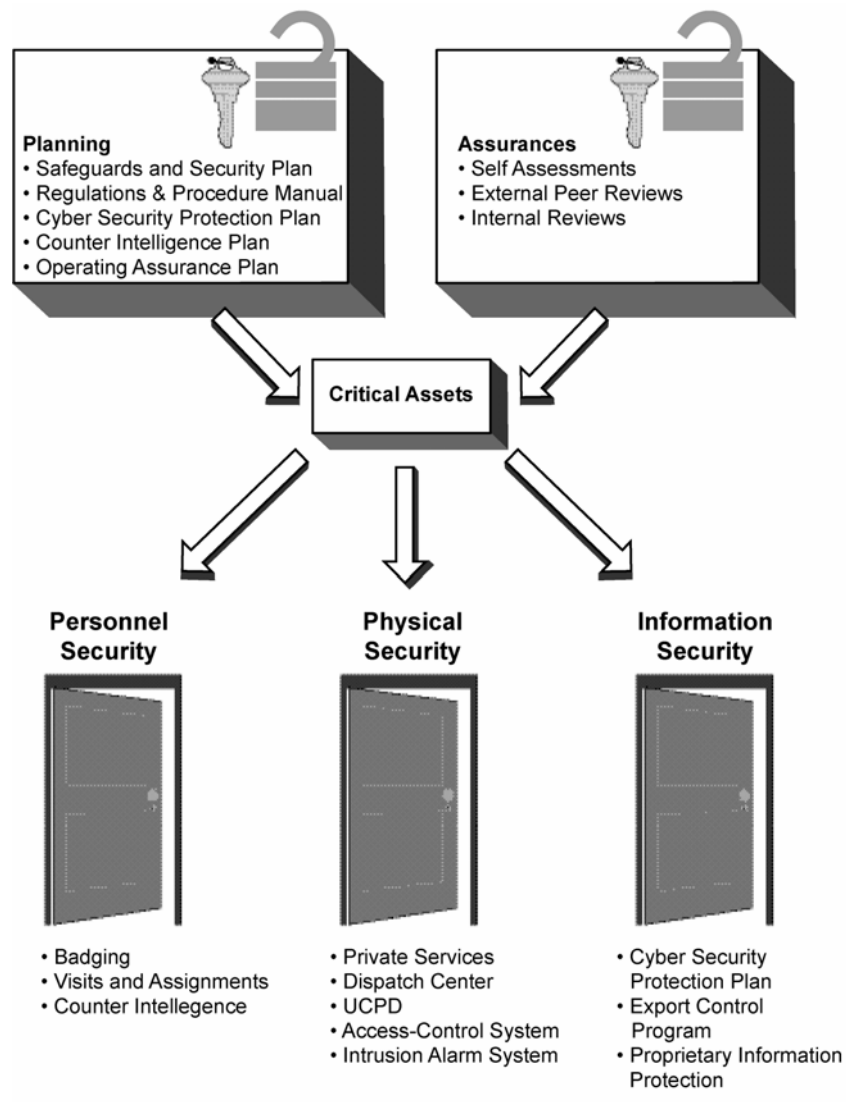 Planning
• Safeguards and Security Plan
• Regulations & Procedure Manual
• Cyber Security Protection Plan
• Counter Intelligence Plan
• Operating Assurance Plan
Assurances
• Self Assessments
• External Peer Reviews
• Internal Reviews
Critical Assets
Personnel
Security
Physical
Security
Information
Security
• Badging
• Visits and Assignments
• Counter Intellegence
• Private Services
• Dispatch Center
• UCPD
• Access-Control System
• Intrusion Alarm System
• Cyber Security
Protection Plan
• Export Control
Program
• Proprietary Information
Protection